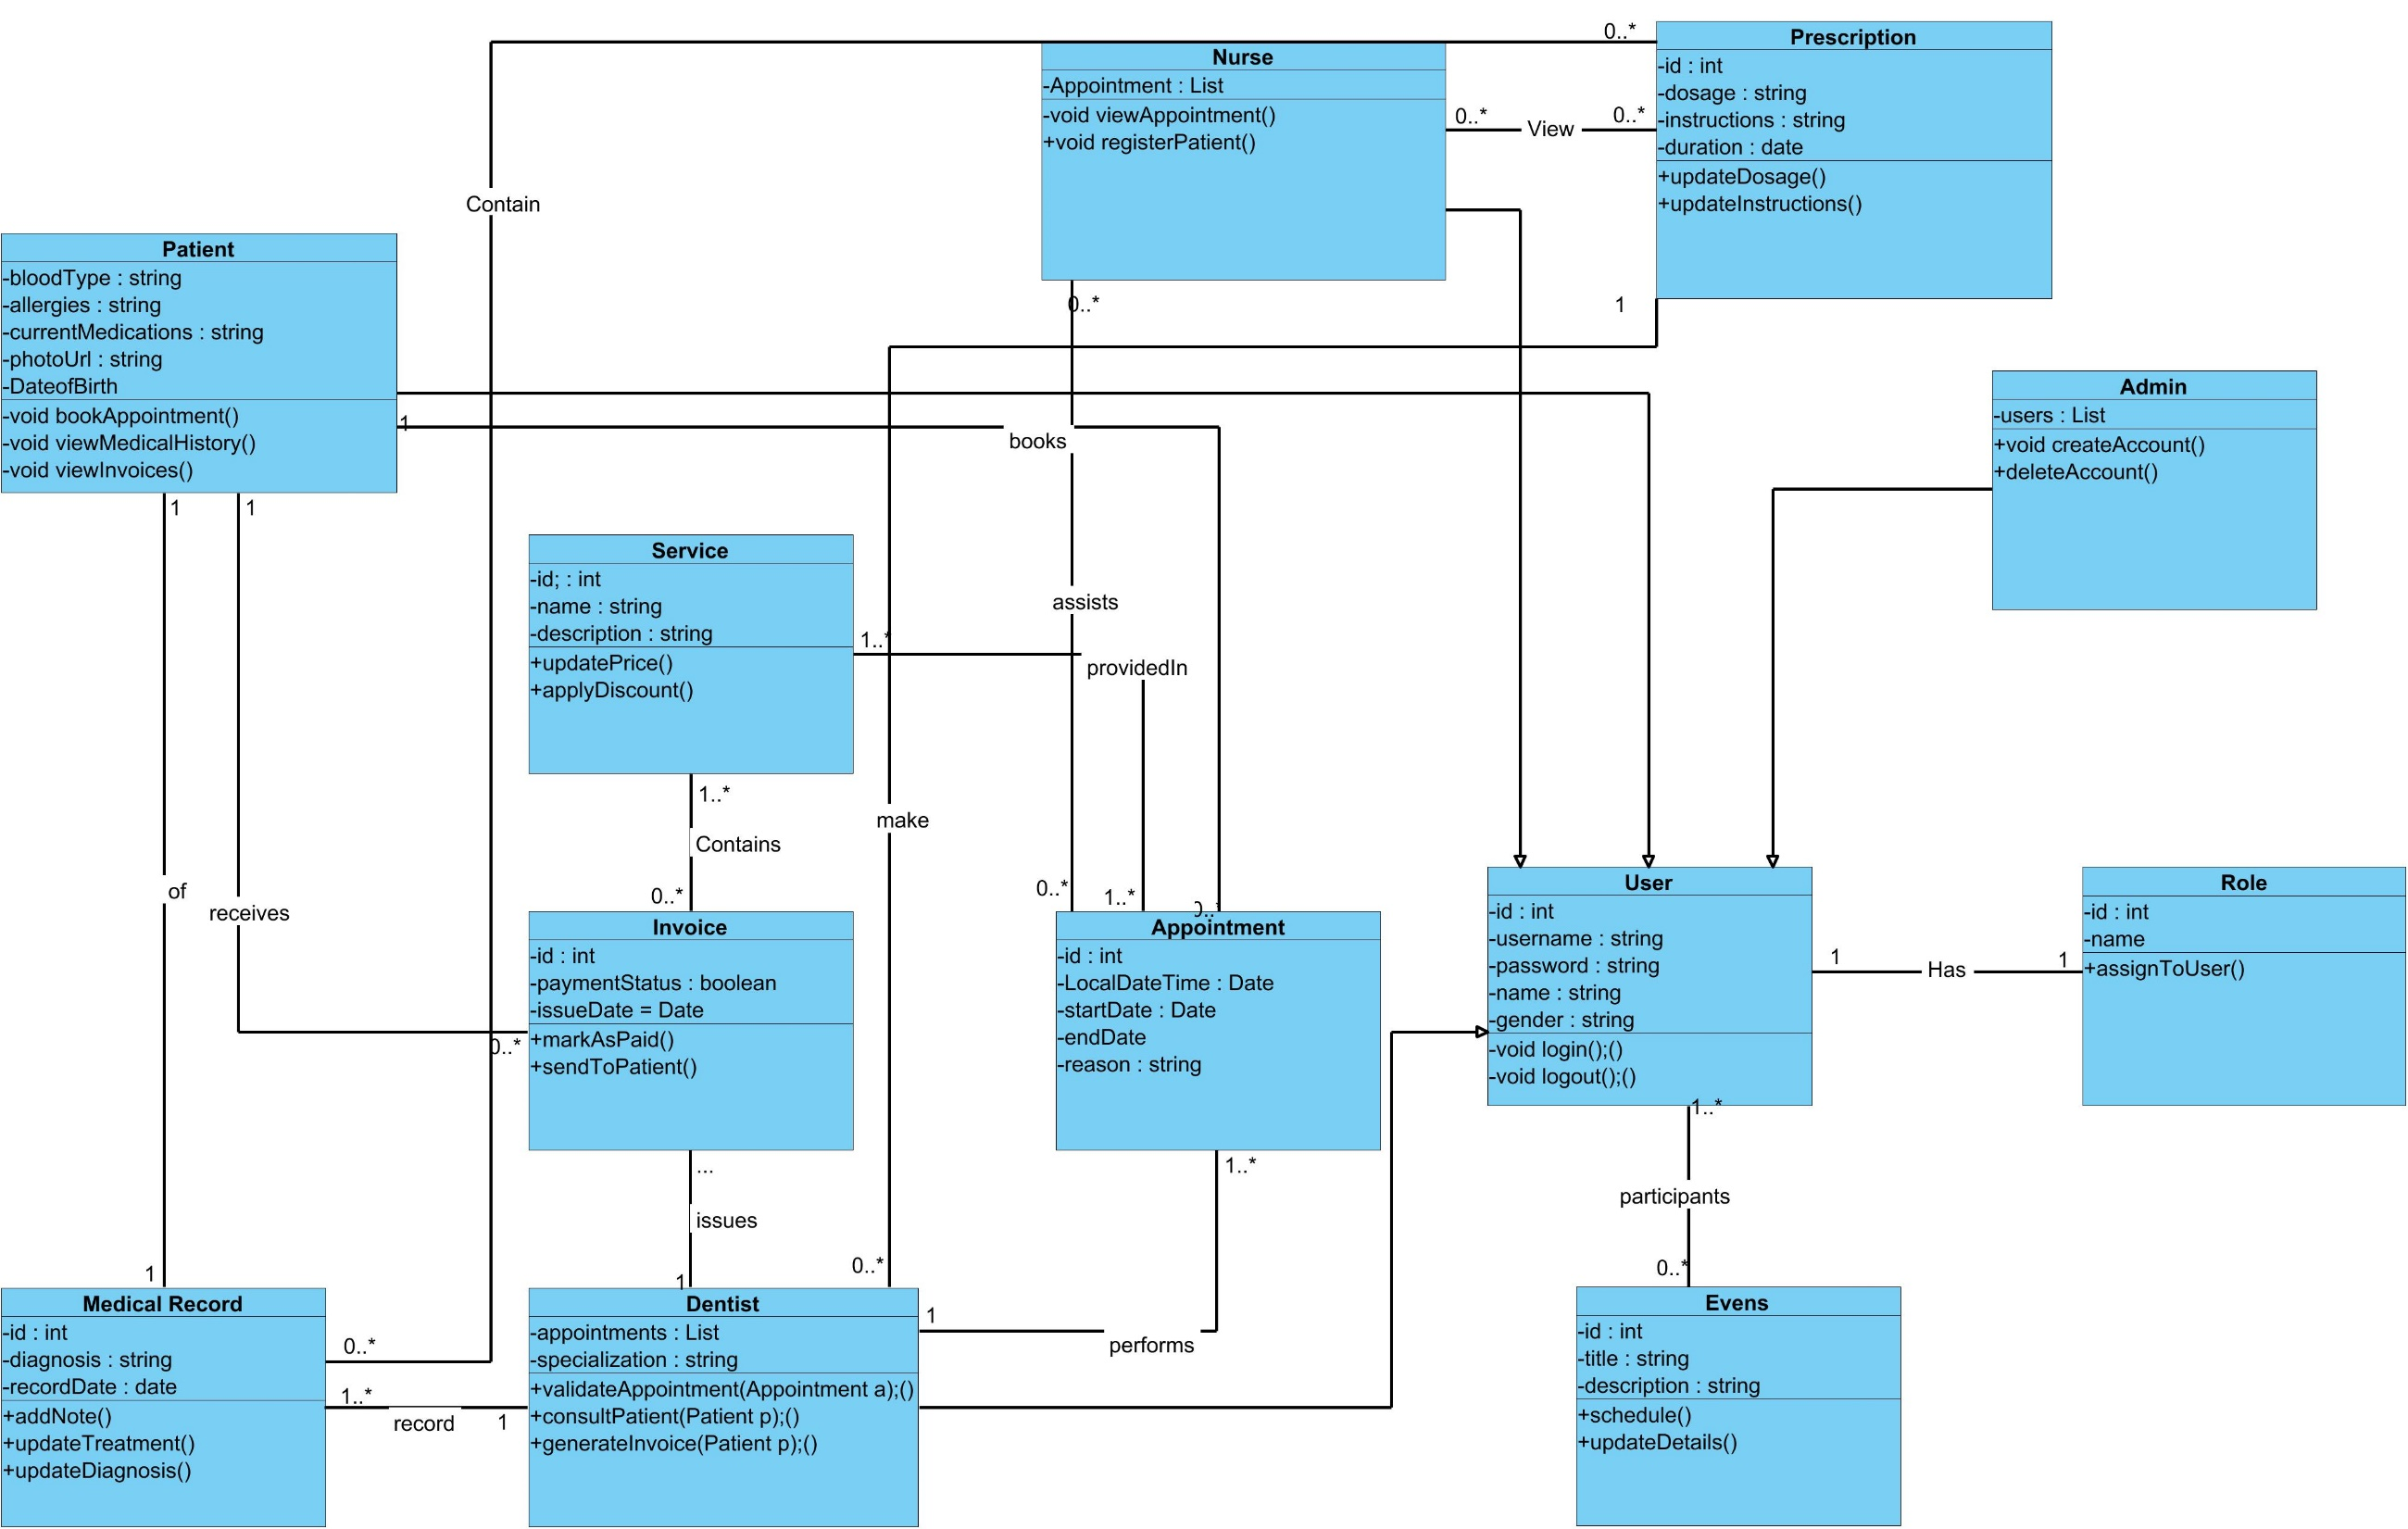 0..*
Prescription
-id : int
-dosage : string
-instructions : string
-duration : date
+updateDosage()
+updateInstructions()
Nurse
-Appointment : List
-void viewAppointment()
+void registerPatient()
0..*
View
0..*
Contain
Patient
-bloodType : string
-allergies : string
-currentMedications : string
-photoUrl : string
-DateofBirth
-void bookAppointment()
-void viewMedicalHistory()
-void viewInvoices()
0..*
1
Admin
-users : List
+void createAccount()
+deleteAccount()
1
books
1
1
Service
-id; : int
-name : string
-description : string
+updatePrice()
+applyDiscount()
assists
1..*
providedIn
1..*
make
Contains
of
receives
0..*
0..*
1..*
0..*
Invoice
-id : int
-paymentStatus : boolean
-issueDate = Date
+markAsPaid()
+sendToPatient()
0..*
Appointment
-id : int
-LocalDateTime : Date
-startDate : Date
-endDate
-reason : string
User
-id : int
-username : string
-password : string
-name : string
-gender : string
-void login();()
-void logout();()
1
Has
1
Role
-id : int
-name
+assignToUser()
1..*
...
1..*
participants
issues
0..*
0..*
1
1
Medical Record
-id : int
-diagnosis : string
-recordDate : date
+addNote()
+updateTreatment()
+updateDiagnosis()
0..*
1..*
record
1
Dentist
-appointments : List
-specialization : string
+validateAppointment(Appointment a);()
+consultPatient(Patient p);()
+generateInvoice(Patient p);()
1
performs
Evens
-id : int
-title : string
-description : string
+schedule()
+updateDetails()